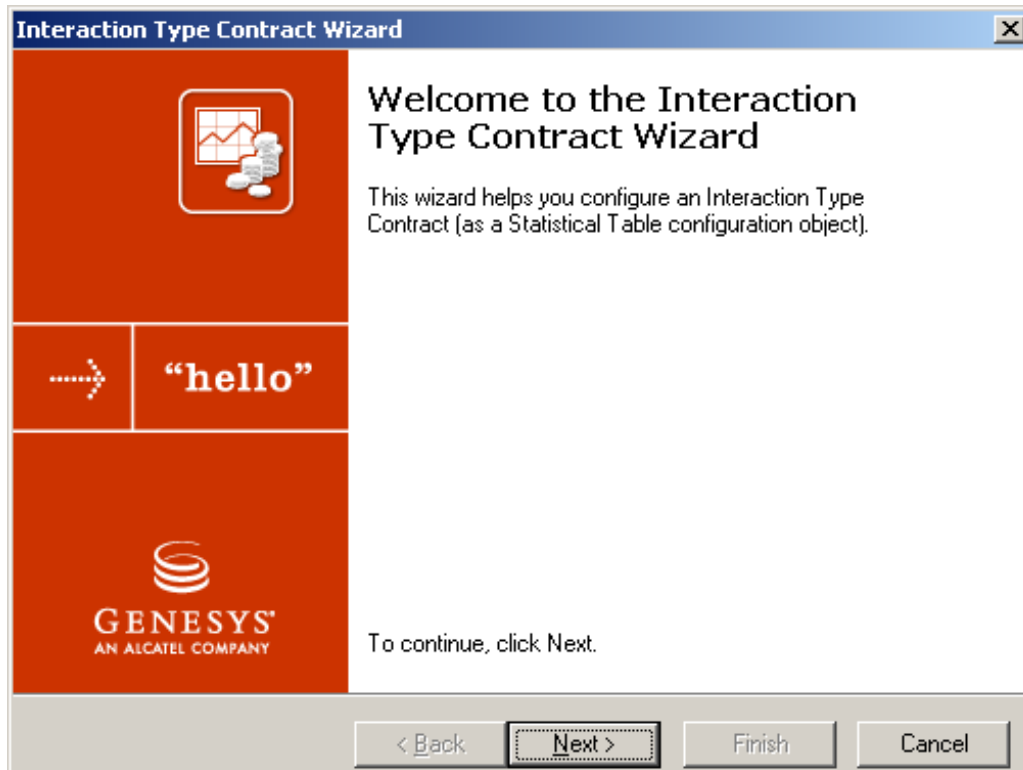 Interaction Type Contract Wizard
Welcome to the Interaction
Type Contract Wizard
This wizard helps you configure an Interaction Type
Contract (as a Statistical Table configuration object).
“hello”
GENESYS
AN ALCATEL COMPANY
To continue, click Next.
< Back
Next >
Finish
Cancel